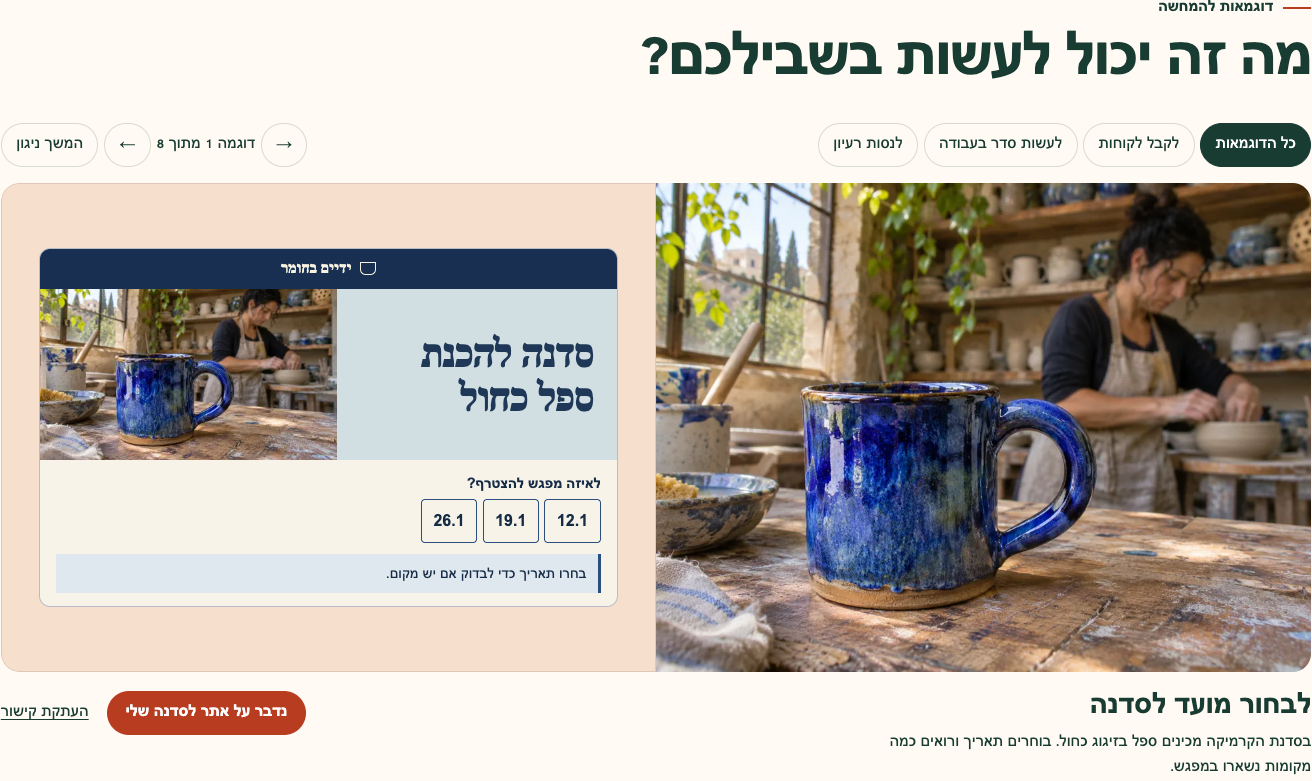 דוגמאות להמחשה
מה זה יכול לעשות בשבילכם?
כל הדוגמאות
לקבל לקוחות
לעשות סדר בעבודה
לנסות רעיון
→
דוגמה 1 מתוך 8
←
המשך ניגון
ידיים בחומר
סדנה להכנת
ספל כחול
לאיזה מפגש להצטרף?
12.1
19.1
26.1
בחרו תאריך כדי לבדוק אם יש מקום.
לבחור מועד לסדנה
בסדנת הקרמיקה מכינים ספל בזיגוג כחול. בוחרים תאריך ורואים כמה
מקומות נשארו במפגש.
נדבר על אתר לסדנה שלי
העתקת קישור